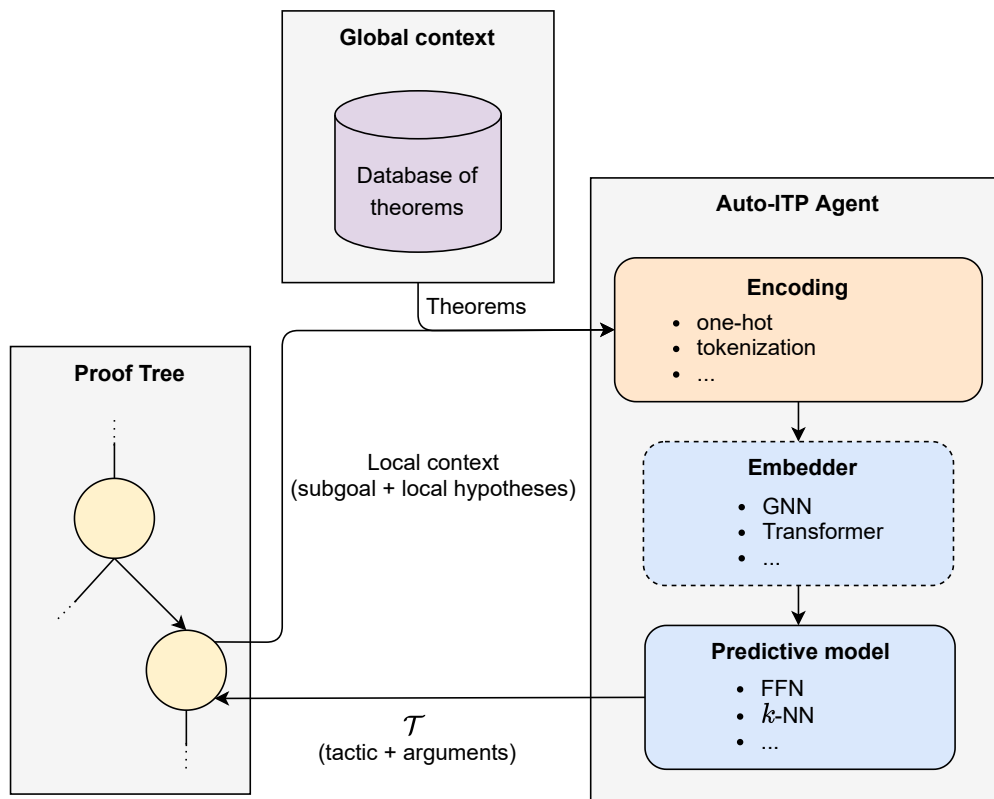 Global context
Database of
theorems
Theorems
Auto-ITP Agent
Encoding
• one-hot
• tokenization
• ...
Proof Tree
Local context
(subgoal + local hypotheses)
Embedder
• GNN
• Transformer
• ...
Predictive model
• FFN
• k-NN
• ...
𝒯
(tactic + arguments)